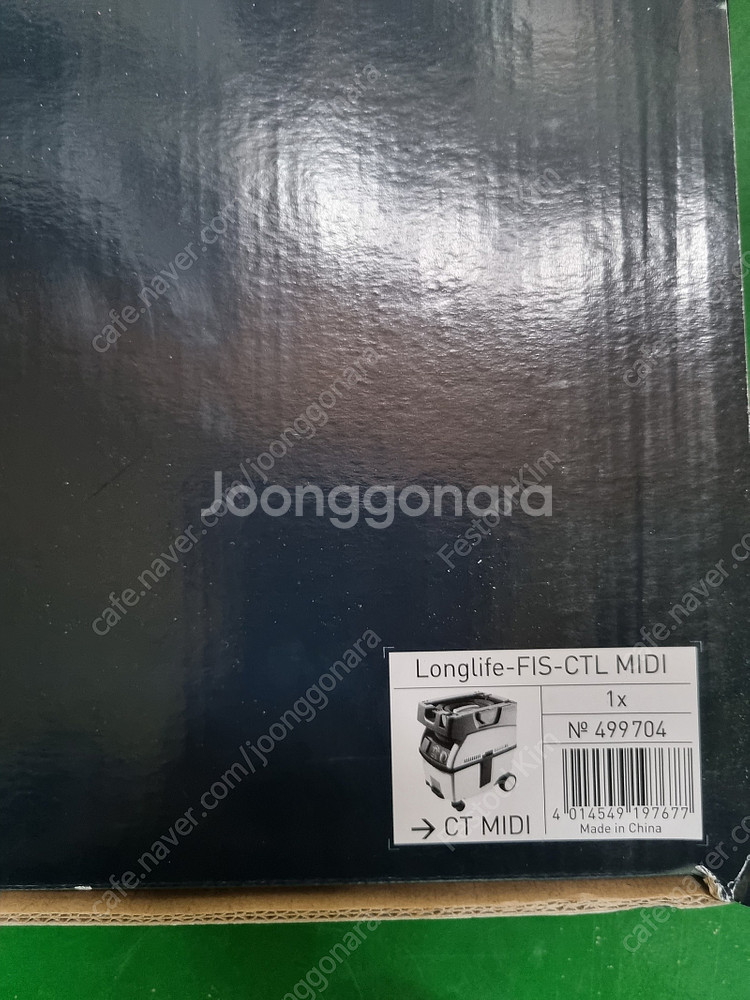 Joonggonara
cafe.naver.com/joonggonara
Festool Kim
Longlife-FIS-CTL MIDI
1x
№ 499704
→ CT MIDI
4 014549 197677
Made in China